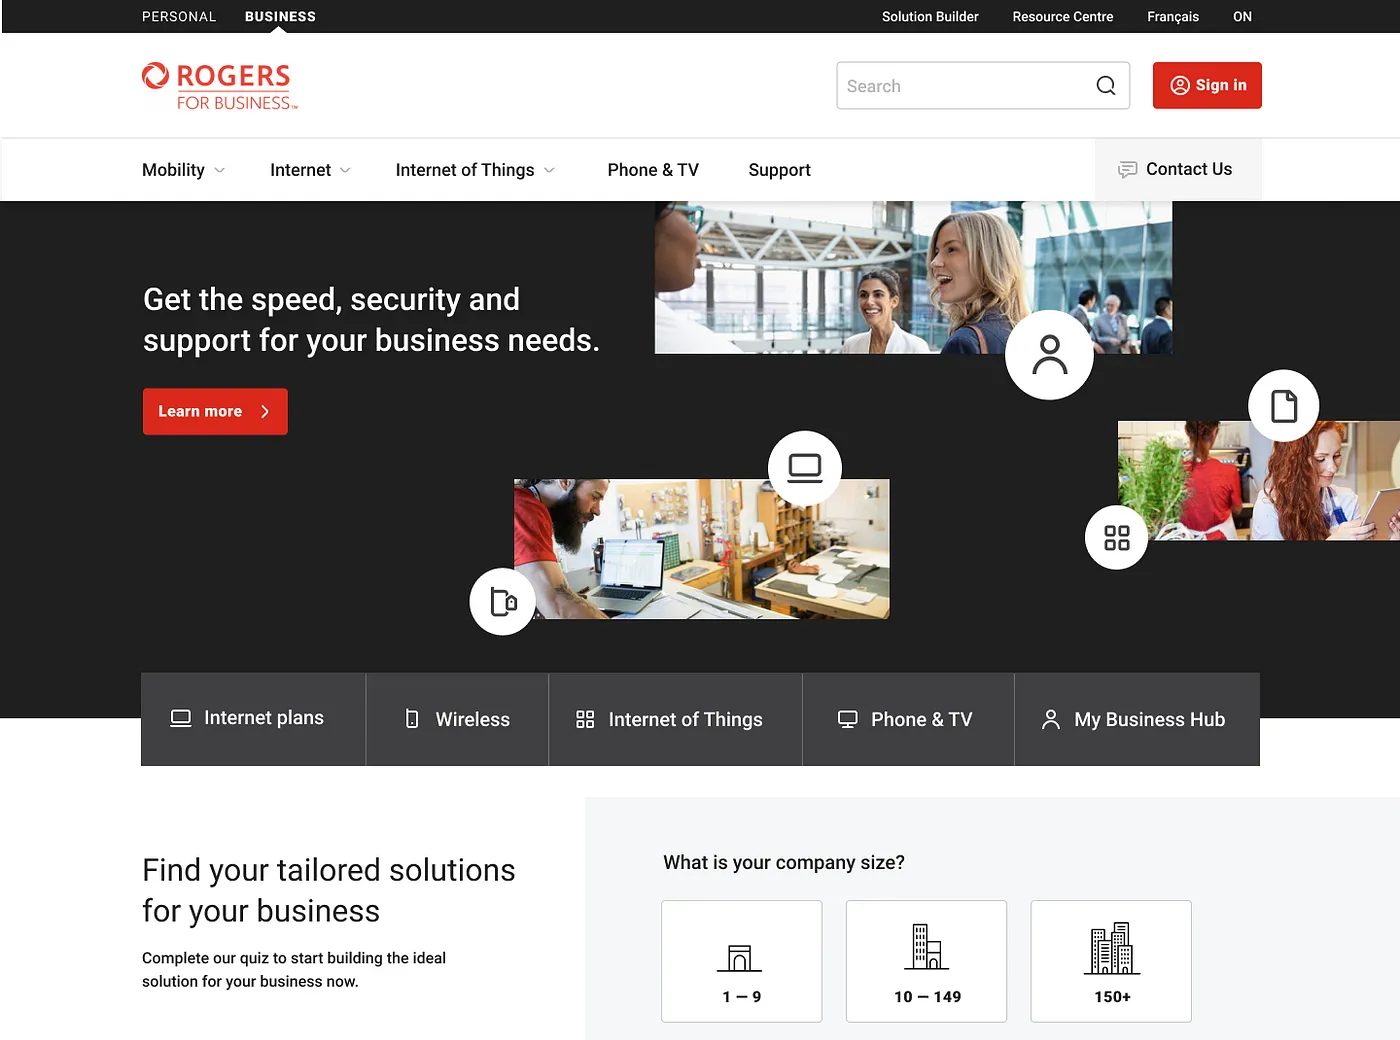 PERSONAL BUSINESS Solution Builder Resource Centre Français ON
ROGERS
FOR BUSINESS™
Search
Sign in
Mobility Internet Internet of Things Phone & TV Support Contact Us
Get the speed, security and
support for your business needs.
Learn more
Internet plans Wireless Internet of Things Phone & TV My Business Hub
Find your tailored solutions
for your business
Complete our quiz to start building the ideal
solution for your business now.
What is your company size?
1 — 9 10 — 149 150+